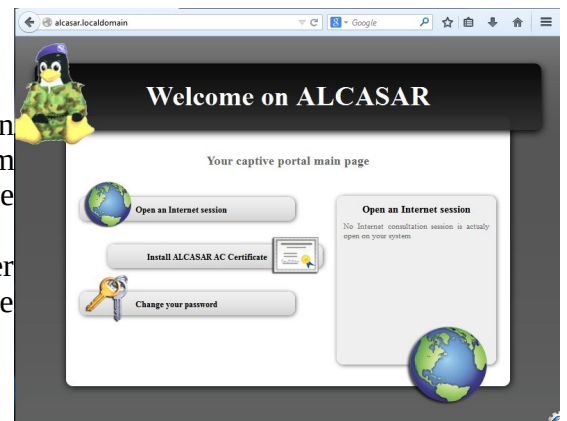 alcasar.localdomain
Google
Welcome on ALCASAR
n
m
e
er
e
Your captive portal main page
Open an Internet session
Install ALCASAR AC Certificate
Change your password
Open an Internet session
No Internet consultation session is actualy
open on your system